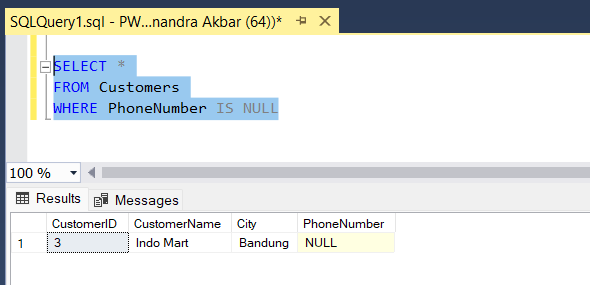 SQLQuery1.sql - PW...nandra Akbar (64))*
SELECT *
FROM Customers
WHERE PhoneNumber IS NULL
100 %
Results Messages
CustomerID CustomerName City PhoneNumber
1 3 Indo Mart Bandung NULL